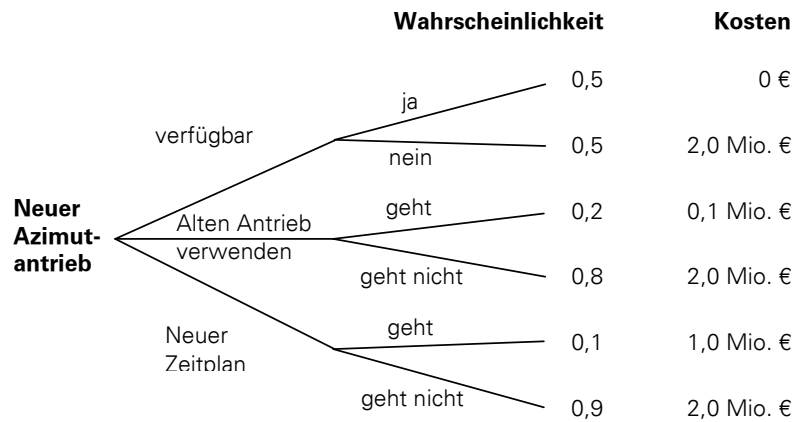 Wahrscheinlichkeit Kosten
ja 0,5 0 €
verfügbar
nein 0,5 2,0 Mio. €
Neuer
Azimut-
antrieb
Alten Antrieb
verwenden
geht 0,2 0,1 Mio. €
geht nicht 0,8 2,0 Mio. €
Neuer
Zeitplan
geht 0,1 1,0 Mio. €
geht nicht 0,9 2,0 Mio. €